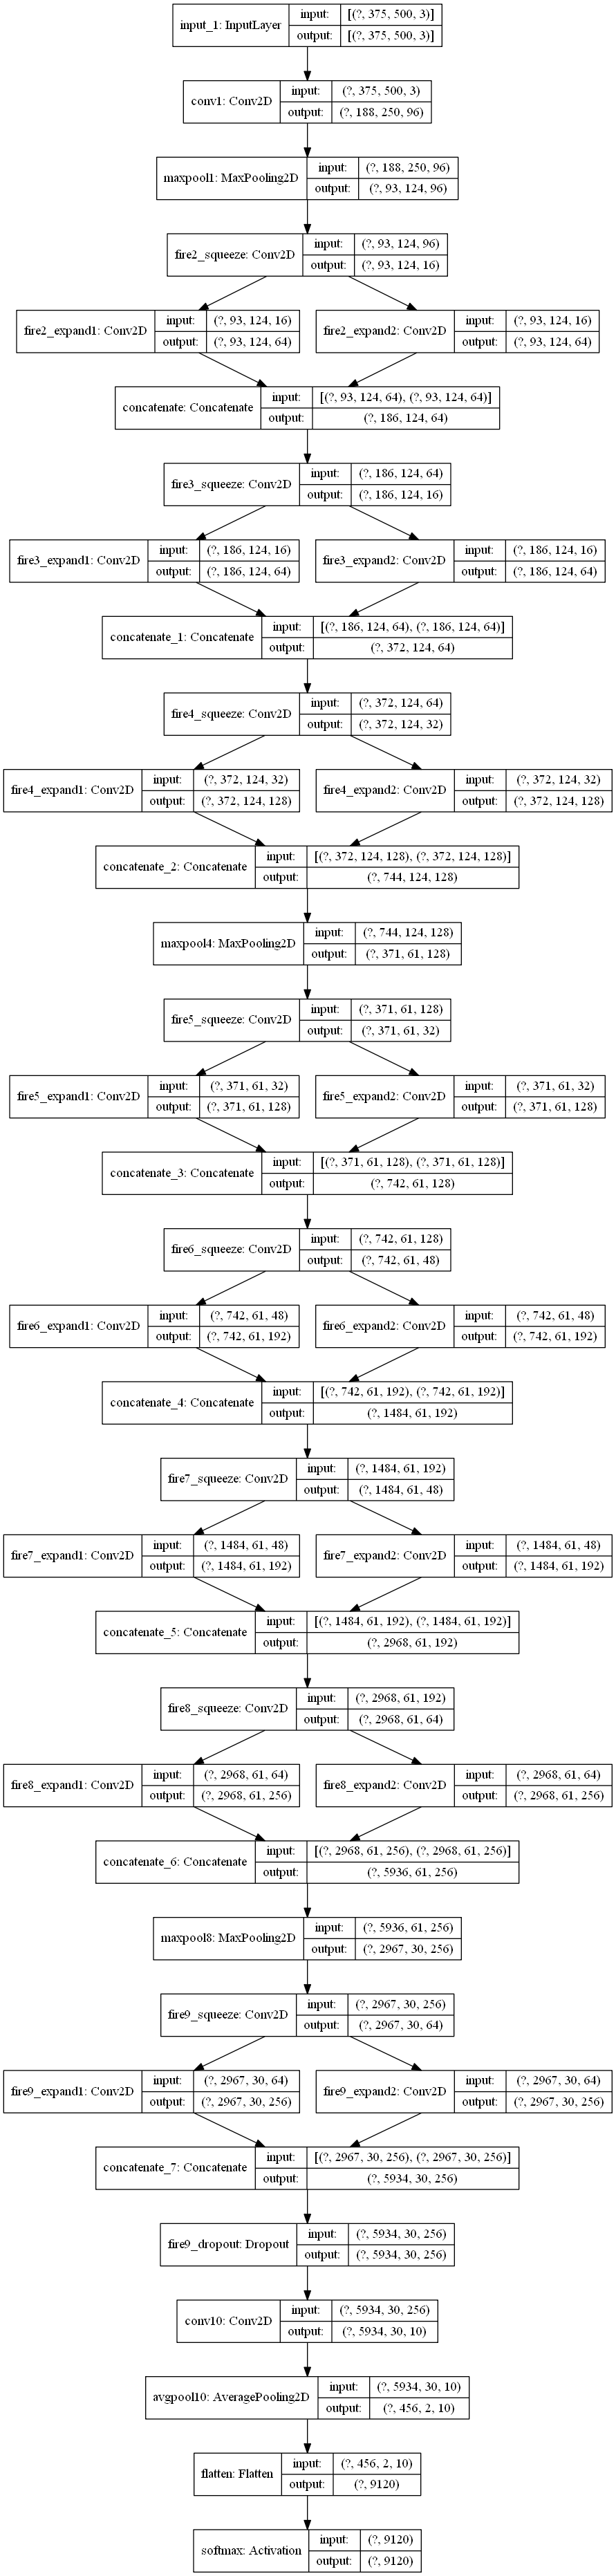 input_1: InputLayer
input: [(?, 375, 500, 3)]
output: [(?, 375, 500, 3)]
conv1: Conv2D
input: (?, 375, 500, 3)
output: (?, 188, 250, 96)
maxpool1: MaxPooling2D
input: (?, 188, 250, 96)
output: (?, 93, 124, 96)
fire2_squeeze: Conv2D
input: (?, 93, 124, 96)
output: (?, 93, 124, 16)
fire2_expand1: Conv2D
input: (?, 93, 124, 16)
output: (?, 93, 124, 64)
fire2_expand2: Conv2D
input: (?, 93, 124, 16)
output: (?, 93, 124, 64)
concatenate: Concatenate
input: [(?, 93, 124, 64), (?, 93, 124, 64)]
output: (?, 186, 124, 64)
fire3_squeeze: Conv2D
input: (?, 186, 124, 64)
output: (?, 186, 124, 16)
fire3_expand1: Conv2D
input: (?, 186, 124, 16)
output: (?, 186, 124, 64)
fire3_expand2: Conv2D
input: (?, 186, 124, 16)
output: (?, 186, 124, 64)
concatenate_1: Concatenate
input: [(?, 186, 124, 64), (?, 186, 124, 64)]
output: (?, 372, 124, 64)
fire4_squeeze: Conv2D
input: (?, 372, 124, 64)
output: (?, 372, 124, 32)
fire4_expand1: Conv2D
input: (?, 372, 124, 32)
output: (?, 372, 124, 128)
fire4_expand2: Conv2D
input: (?, 372, 124, 32)
output: (?, 372, 124, 128)
concatenate_2: Concatenate
input: [(?, 372, 124, 128), (?, 372, 124, 128)]
output: (?, 744, 124, 128)
maxpool4: MaxPooling2D
input: (?, 744, 124, 128)
output: (?, 371, 61, 128)
fire5_squeeze: Conv2D
input: (?, 371, 61, 128)
output: (?, 371, 61, 32)
fire5_expand1: Conv2D
input: (?, 371, 61, 32)
output: (?, 371, 61, 128)
fire5_expand2: Conv2D
input: (?, 371, 61, 32)
output: (?, 371, 61, 128)
concatenate_3: Concatenate
input: [(?, 371, 61, 128), (?, 371, 61, 128)]
output: (?, 742, 61, 128)
fire6_squeeze: Conv2D
input: (?, 742, 61, 128)
output: (?, 742, 61, 48)
fire6_expand1: Conv2D
input: (?, 742, 61, 48)
output: (?, 742, 61, 192)
fire6_expand2: Conv2D
input: (?, 742, 61, 48)
output: (?, 742, 61, 192)
concatenate_4: Concatenate
input: [(?, 742, 61, 192), (?, 742, 61, 192)]
output: (?, 1484, 61, 192)
fire7_squeeze: Conv2D
input: (?, 1484, 61, 192)
output: (?, 1484, 61, 48)
fire7_expand1: Conv2D
input: (?, 1484, 61, 48)
output: (?, 1484, 61, 192)
fire7_expand2: Conv2D
input: (?, 1484, 61, 48)
output: (?, 1484, 61, 192)
concatenate_5: Concatenate
input: [(?, 1484, 61, 192), (?, 1484, 61, 192)]
output: (?, 2968, 61, 192)
fire8_squeeze: Conv2D
input: (?, 2968, 61, 192)
output: (?, 2968, 61, 64)
fire8_expand1: Conv2D
input: (?, 2968, 61, 64)
output: (?, 2968, 61, 256)
fire8_expand2: Conv2D
input: (?, 2968, 61, 64)
output: (?, 2968, 61, 256)
concatenate_6: Concatenate
input: [(?, 2968, 61, 256), (?, 2968, 61, 256)]
output: (?, 5936, 61, 256)
maxpool8: MaxPooling2D
input: (?, 5936, 61, 256)
output: (?, 2967, 30, 256)
fire9_squeeze: Conv2D
input: (?, 2967, 30, 256)
output: (?, 2967, 30, 64)
fire9_expand1: Conv2D
input: (?, 2967, 30, 64)
output: (?, 2967, 30, 256)
fire9_expand2: Conv2D
input: (?, 2967, 30, 64)
output: (?, 2967, 30, 256)
concatenate_7: Concatenate
input: [(?, 2967, 30, 256), (?, 2967, 30, 256)]
output: (?, 5934, 30, 256)
fire9_dropout: Dropout
input: (?, 5934, 30, 256)
output: (?, 5934, 30, 256)
conv10: Conv2D
input: (?, 5934, 30, 256)
output: (?, 5934, 30, 10)
avgpool10: AveragePooling2D
input: (?, 5934, 30, 10)
output: (?, 456, 2, 10)
flatten: Flatten
input: (?, 456, 2, 10)
output: (?, 9120)
softmax: Activation
input: (?, 9120)
output: (?, 9120)